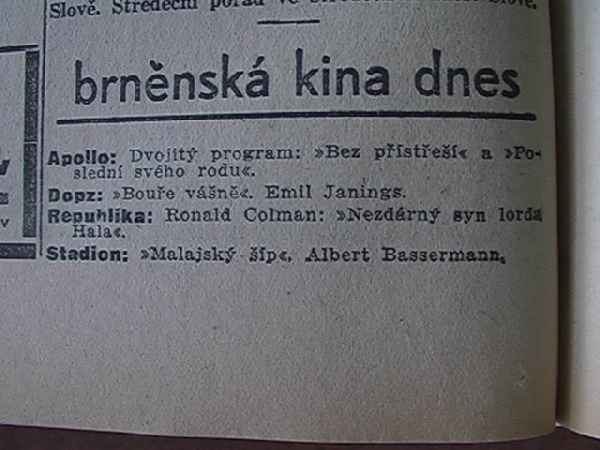 Slově. Středeční pořad ve
brněnská kina dnes
Apollo: Dvojitý program: »Bez přístřeší« a »Po-
slední svého rodu«.
Dopz: »Bouře vášně«. Emil Janings.
Republika: Ronald Colman: »Nezdárný syn lorda
Hala«.
Stadion: »Malajský šíp«. Albert Bassermann.